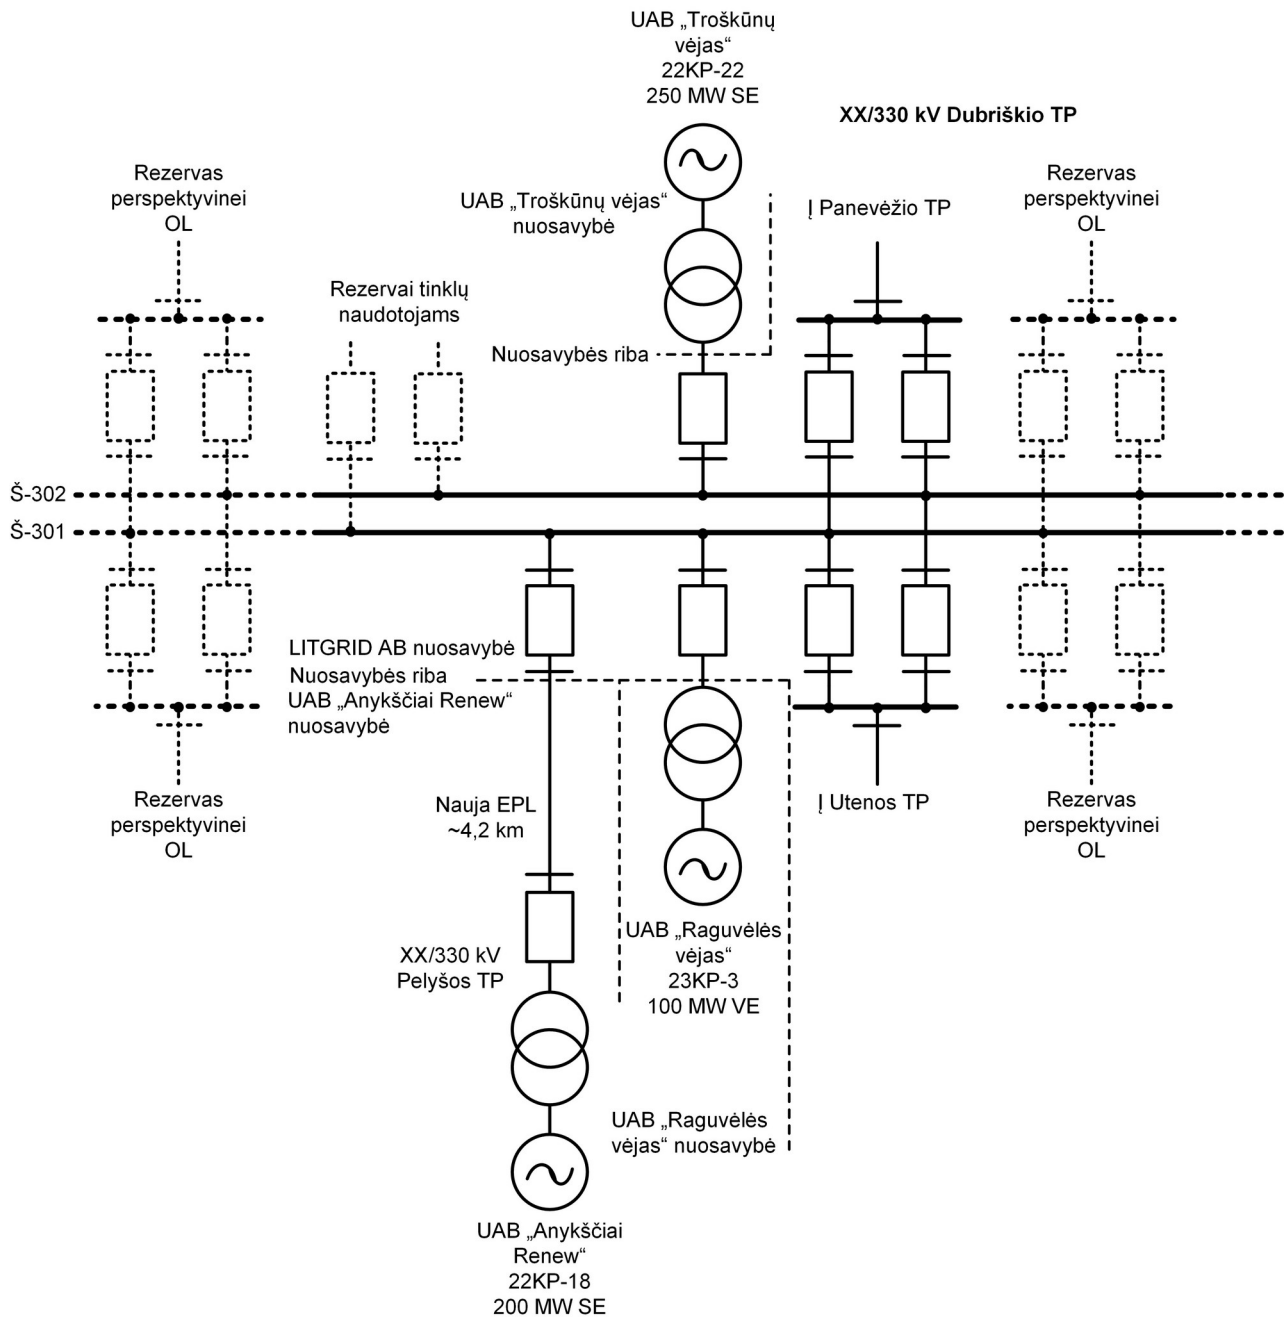 UAB „Troškūnų
vėjas“
22KP-22
250 MW SE
XX/330 kV Dubriškio TP
Rezervas
perspektyvinei
OL
UAB „Troškūnų vėjas“
nuosavybė
Į Panevėžio TP
Rezervas
perspektyvinei
OL
Rezervai tinklų
naudotojams
Nuosavybės riba
Š-302
Š-301
LITGRID AB nuosavybė
Nuosavybės riba
UAB „Anykščiai Renew“
nuosavybė
Rezervas
perspektyvinei
OL
Nauja EPL
~4,2 km
Į Utenos TP
Rezervas
perspektyvinei
OL
UAB „Raguvėlės
vėjas“
23KP-3
100 MW VE
XX/330 kV
Pelyšos TP
UAB „Raguvėlės
vėjas“ nuosavybė
UAB „Anykščiai
Renew“
22KP-18
200 MW SE